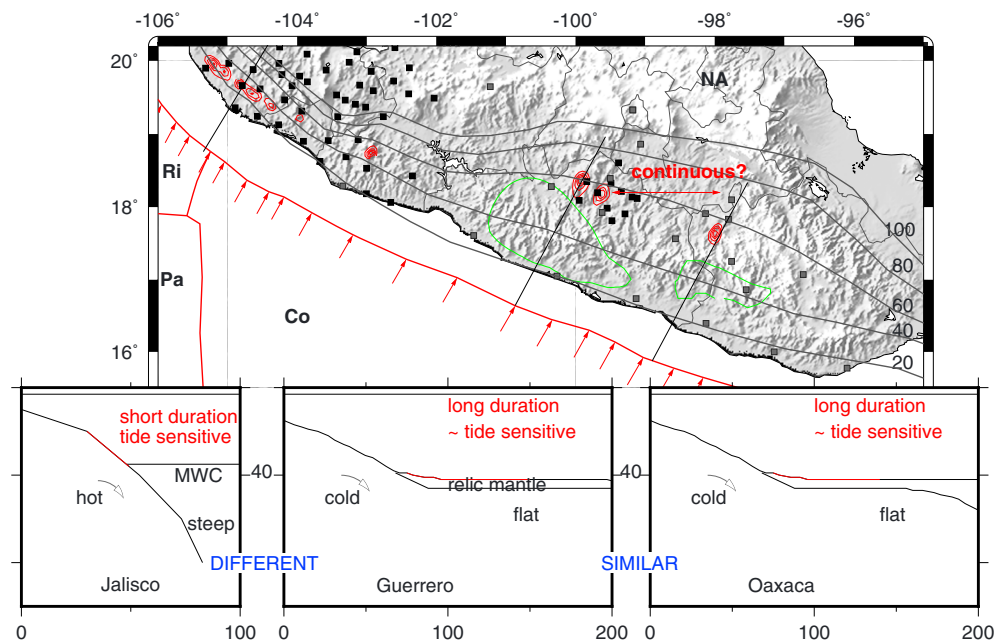 -106° -104° -102° -100° -98° -96°
20°
NA
Ri
continuous?
18°
100
Pa
80
Co
60
40
16°
20
short duration
tide sensitive
long duration
~ tide sensitive
long duration
~ tide sensitive
MWC
40
40
hot
cold
relic mantle
cold
steep
flat
flat
DIFFERENT
SIMILAR
Jalisco
Guerrero
Oaxaca
0 100
0 100 200
0 100 200